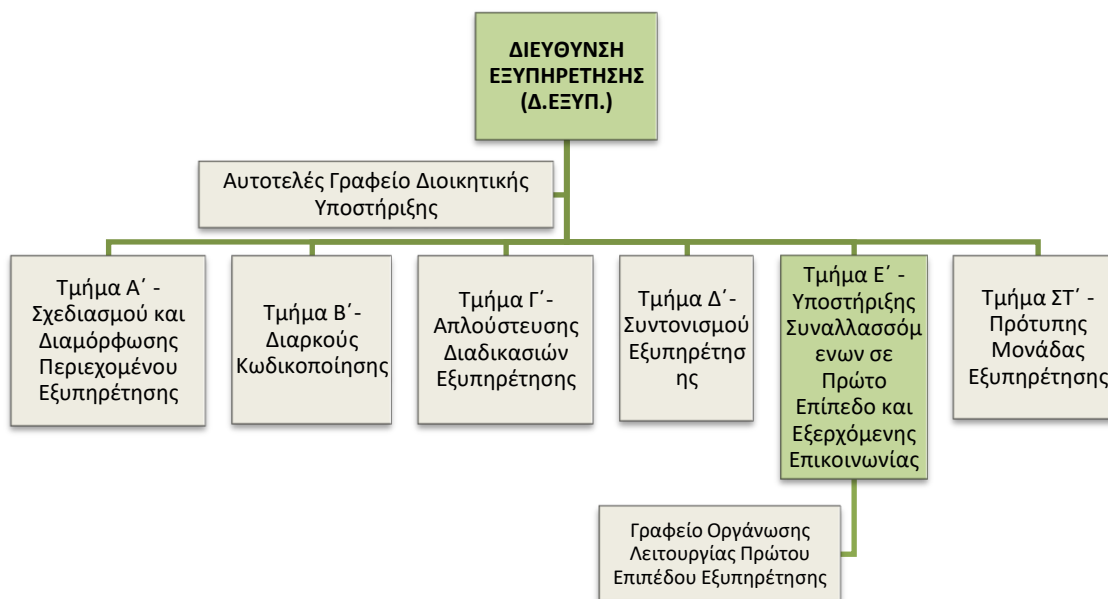 ΔΙΕΥΘΥΝΣΗ
ΕΞΥΠΗΡΕΤΗΣΗΣ
(Δ.ΕΞΥΠ.)
Αυτοτελές Γραφείο Διοικητικής
Υποστήριξης
Τμήμα Α΄ -
Σχεδιασμού και
Διαμόρφωσης
Περιεχομένου
Εξυπηρέτησης
Τμήμα Β΄-
Διαρκούς
Κωδικοποίησης
Τμήμα Γ΄-
Απλούστευσης
Διαδικασιών
Εξυπηρέτησης
Τμήμα Δ΄-
Συντονισμού
Εξυπηρέτησ
ης
Τμήμα Ε΄ -
Υποστήριξης
Συναλλασσόμ
ενων σε
Πρώτο
Επίπεδο και
Εξερχόμενης
Επικοινωνίας
Τμήμα ΣΤ΄ -
Πρότυπης
Μονάδας
Εξυπηρέτησης
Γραφείο Οργάνωσης
Λειτουργίας Πρώτου
Επιπέδου Εξυπηρέτησης